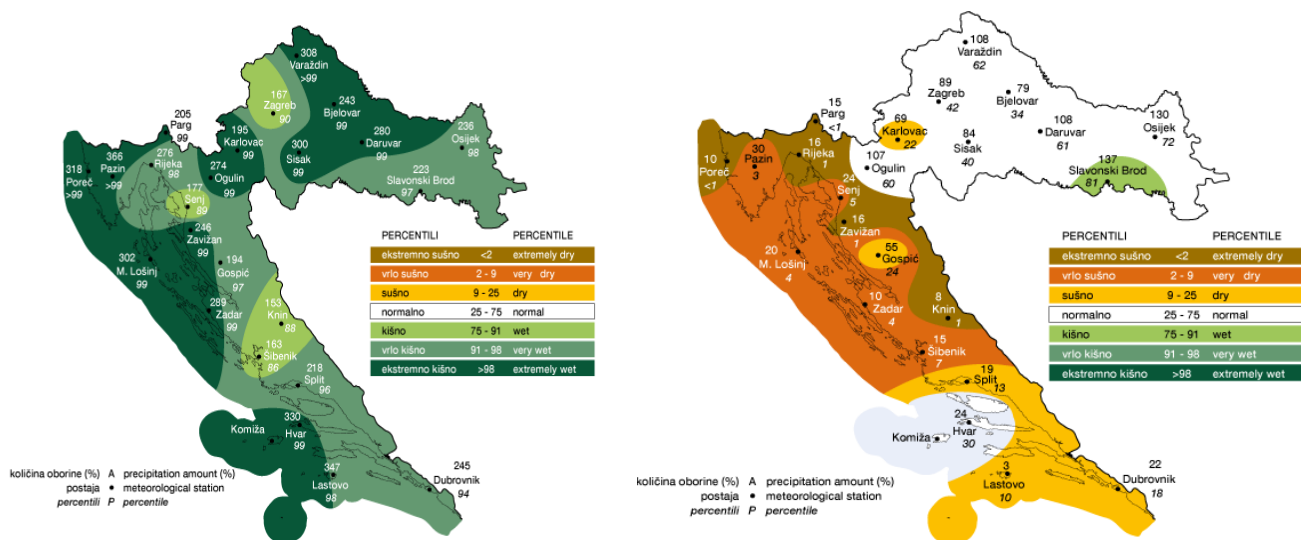 308
Varaždin
>99
167
Zagreb
90
243
Bjelovar
99
205
Parg
99
195
Karlovac
99
280
Daruvar
99
236
Osijek
98
300
Sisak
99
318
Poreč
>99
366
Pazin
>99
276
Rijeka
98
274
Ogulin
99
223
Slavonski Brod
97
177
Senj
89
246
Zavižan
99
194
Gospić
97
302
M. Lošinj
99
289
Zadar
99
153
Knin
88
163
Šibenik
86
218
Split
96
330
Hvar
99
Komiža
347
Lastovo
98
245
Dubrovnik
94
PERCENTILI PERCENTILE
ekstremno sušno <2 extremely dry
vrlo sušno 2 - 9 very dry
sušno 9 - 25 dry
normalno 25 - 75 normal
kišno 75 - 91 wet
vrlo kišno 91 - 98 very wet
ekstremno kišno >98 extremely wet
količina oborine (%) A precipitation amount (%)
postaja ● meteorological station
percentili P percentile
108
Varaždin
62
89
Zagreb
42
79
Bjelovar
34
15
Parg
<1
69
Karlovac
22
108
Daruvar
61
130
Osijek
72
84
Sisak
40
10
Poreč
<1
30
Pazin
3
16
Rijeka
1
107
Ogulin
60
137
Slavonski Brod
81
24
Senj
5
16
Zavižan
1
55
Gospić
24
20
M. Lošinj
4
10
Zadar
4
8
Knin
1
15
Šibenik
7
19
Split
13
24
Hvar
30
Komiža
3
Lastovo
10
22
Dubrovnik
18
PERCENTILI PERCENTILE
ekstremno sušno <2 extremely dry
vrlo sušno 2 - 9 very dry
sušno 9 - 25 dry
normalno 25 - 75 normal
kišno 75 - 91 wet
vrlo kišno 91 - 98 very wet
ekstremno kišno >98 extremely wet
količina oborine (%) A precipitation amount (%)
postaja ● meteorological station
percentili P percentile